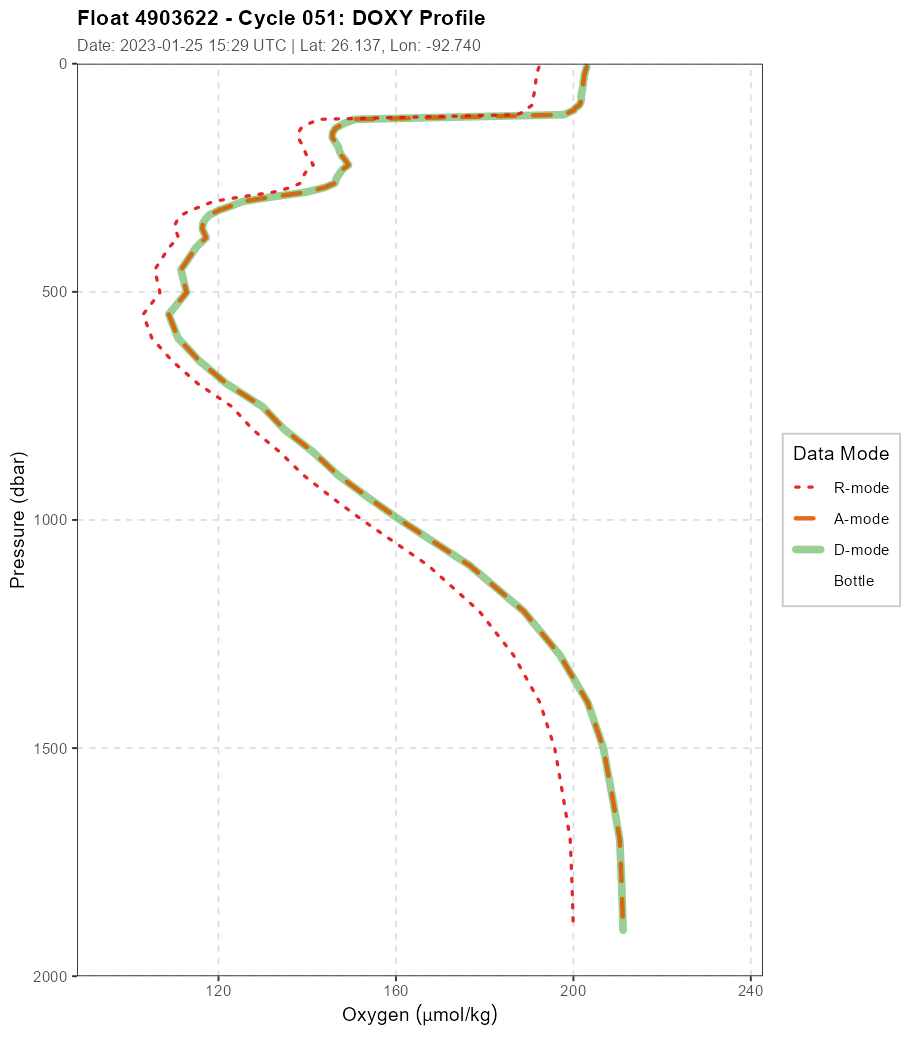 Float 4903622 - Cycle 051: DOXY Profile
Date: 2023-01-25 15:29 UTC | Lat: 26.137, Lon: -92.740
0
500
1000
1500
2000
Pressure (dbar)
120
160
200
240
Oxygen (μmol/kg)
Data Mode
R-mode
A-mode
D-mode
Bottle